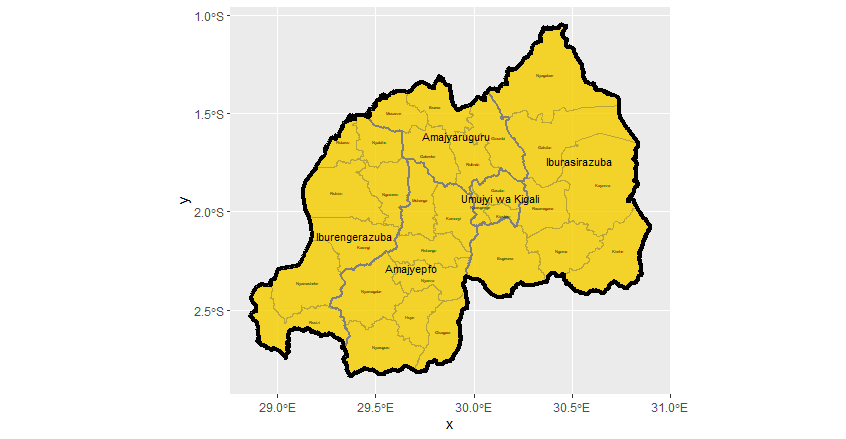 1.0°S
1.5°S
2.0°S
2.5°S
y
Nyagatare
Burera
Musanze
Amajyaruguru
Gicumbi
Rubavu
Nyabihu
Gakenke
Rulindo
Gatsibo
Iburasirazuba
Kayonza
Rutsiro
Ngororero
Muhanga
Gasabo
Umujyi wa Kigali
Rwamagana
Kamonyi
Iburengerazuba
Karongi
Ruhango
Bugesera
Ngoma
Kirehe
Amajyepfo
Nyanza
Nyamasheke
Nyamagabe
Rusizi
Huye
Gisagara
Nyaruguru
29.0°E
29.5°E
30.0°E
30.5°E
31.0°E
x